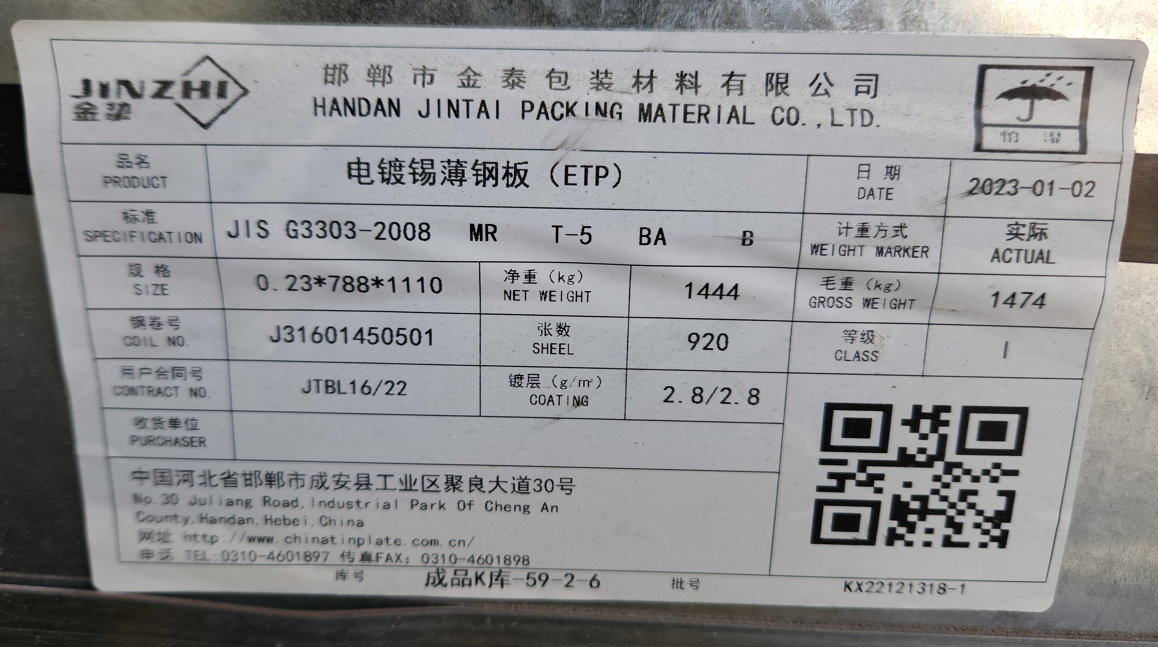 JINZHI
金挚
邯郸市金泰包装材料有限公司
HANDAN JINTAI PACKING MATERIAL CO.,LTD.
怕 湿
品名
PRODUCT
电镀锡薄钢板（ETP）
日 期
DATE
2023-01-02
标准
SPECIFICATION
JIS G3303-2008 MR T-5 BA B
计重方式
WEIGHT MARKER
实际
ACTUAL
规 格
SIZE
0.23*788*1110
净重（kg）
NET WEIGHT
1444
毛重（kg）
GROSS WEIGHT
1474
钢卷号
COIL NO.
J31601450501
张数
SHEEL
920
等级
CLASS
I
用户合同号
CONTRACT NO.
JTBL16/22
镀层（g/㎡）
COATING
2.8/2.8
收货单位
PURCHASER
中国河北省邯郸市成安县工业区聚良大道30号
No.30 Juliang Road,Industrial Park Of Cheng An
County,Handan,Hebei,China
网址 http://www.chinatinplate.com.cn/
电话 TEL:0310-4601897 传真FAX: 0310-4601898
库号 成品K库-59-2-6 批号 KX22121318-1